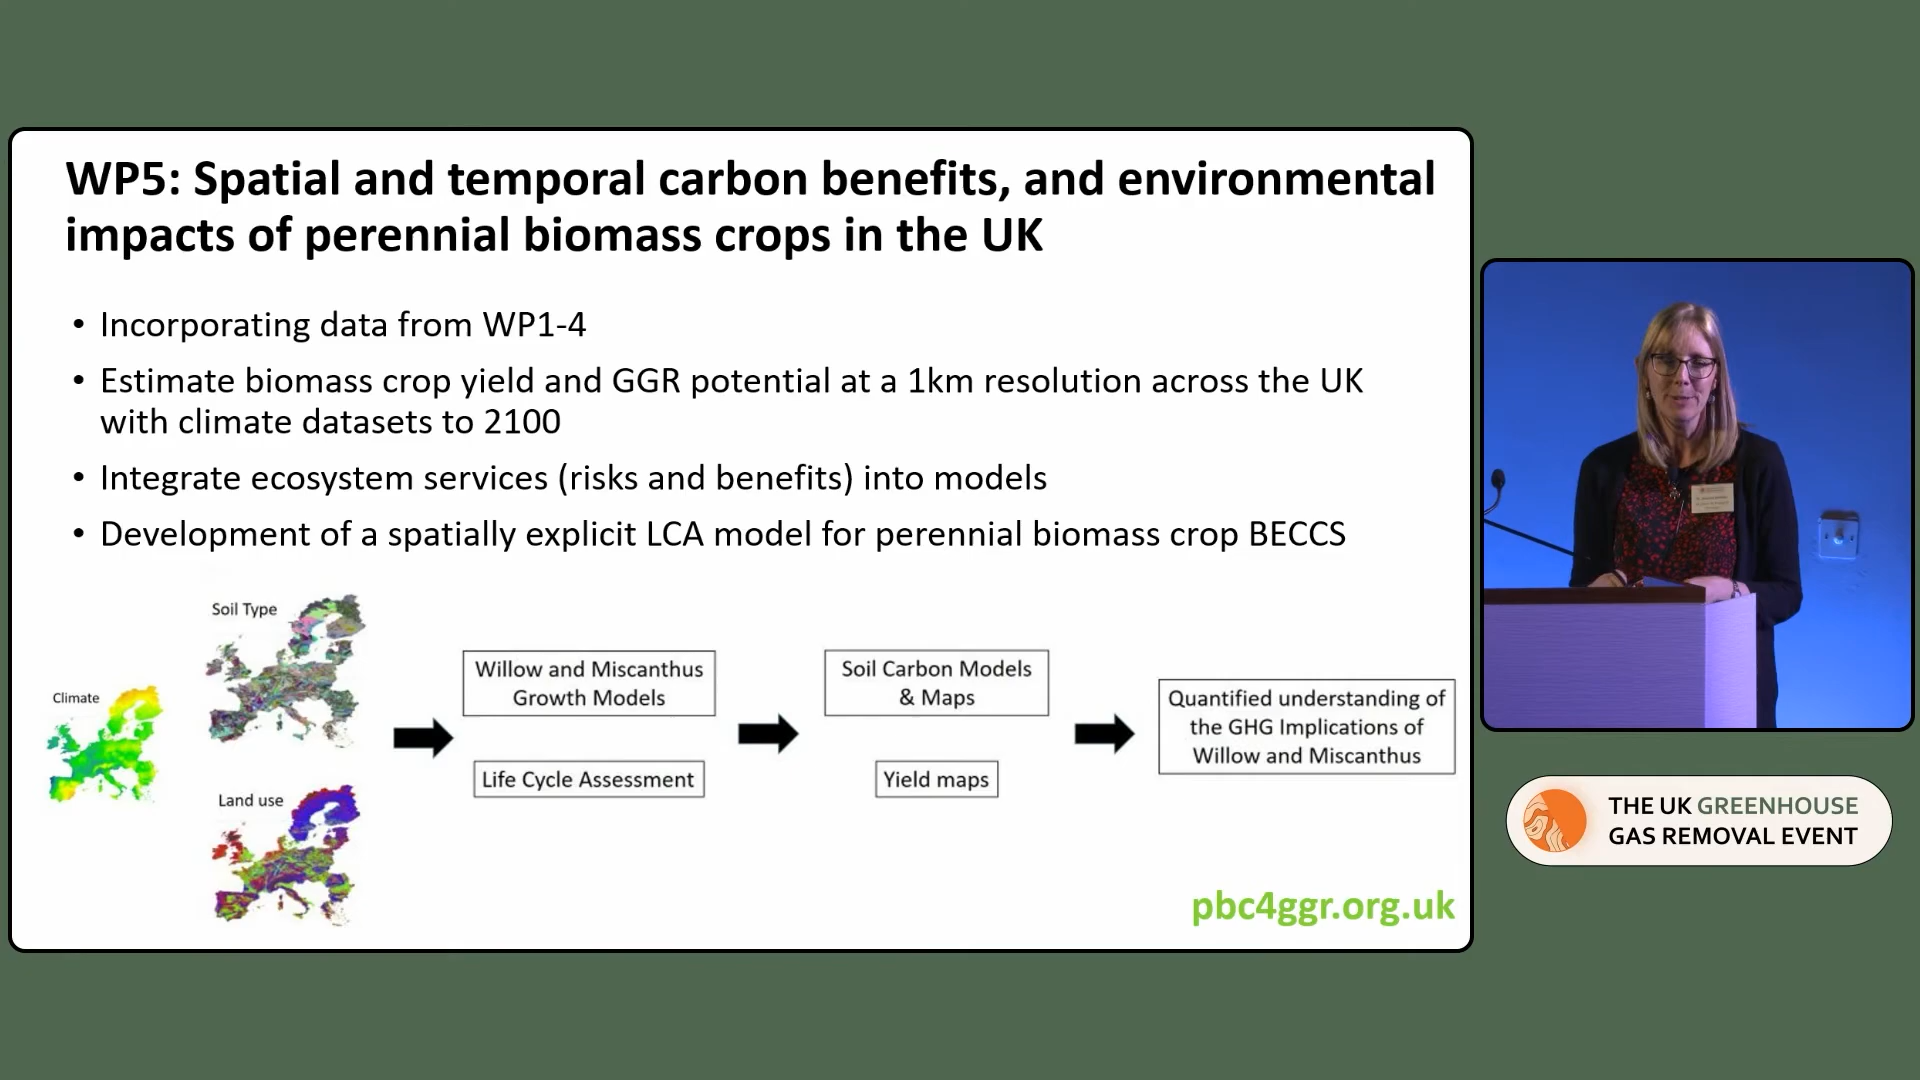 WP5: Spatial and temporal carbon benefits, and environmental
impacts of perennial biomass crops in the UK
• Incorporating data from WP1-4
• Estimate biomass crop yield and GGR potential at a 1km resolution across the UK
with climate datasets to 2100
• Integrate ecosystem services (risks and benefits) into models
• Development of a spatially explicit LCA model for perennial biomass crop BECCS
Soil Type
Climate
Land use
Willow and Miscanthus
Growth Models
Life Cycle Assessment
Soil Carbon Models
& Maps
Yield maps
Quantified understanding of
the GHG Implications of
Willow and Miscanthus
pbc4ggr.org.uk
THE UK GREENHOUSE
GAS REMOVAL EVENT